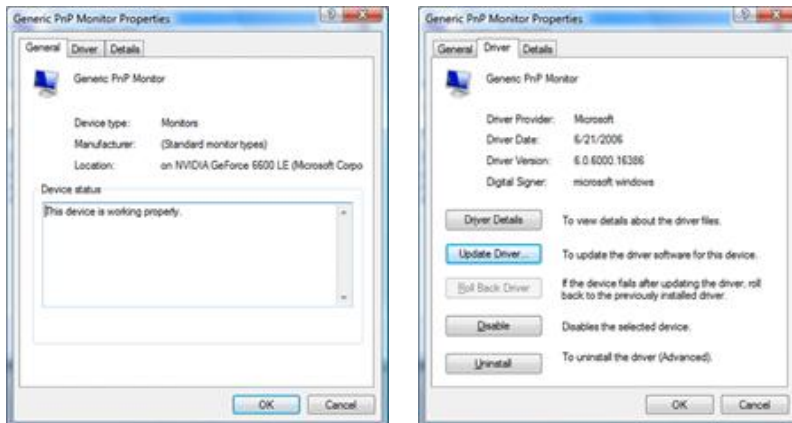 Generic PnP Monitor Properties
General Driver Details
Generic PnP Monitor
Device type: Monitors
Manufacturer: (Standard monitor types)
Location: on NVIDIA GeForce 6600 LE (Microsoft Corpo
Device status
This device is working properly.
OK Cancel
Generic PnP Monitor Properties
General Driver Details
Generic PnP Monitor
Driver Provider: Microsoft
Driver Date: 6/21/2006
Driver Version: 6.0.6000.16386
Digital Signer: microsoft windows
Driver Details To view details about the driver files.
Update Driver... To update the driver software for this device.
Roll Back Driver If the device fails after updating the driver, roll
back to the previously installed driver.
Disable Disables the selected device.
Uninstall To uninstall the driver (Advanced).
OK Cancel